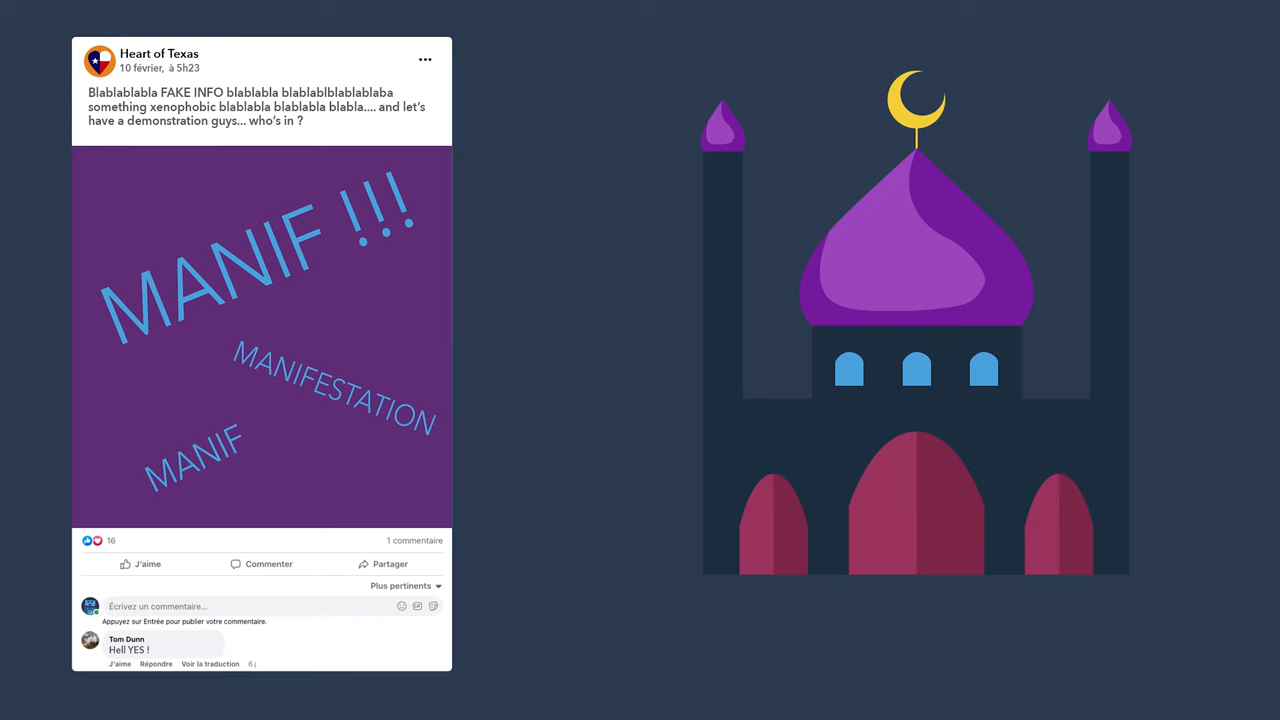 Heart of Texas
10 février, à 5h23
Blablablabla FAKE INFO blablabla blablablblablablaba
something xenophobic blablabla blablabla blabla.... and let's
have a demonstration guys... who's in ?
MANIF !!!
MANIFESTATION
MANIF
16
1 commentaire
J'aime
Commenter
Partager
Plus pertinents
Écrivez un commentaire...
Appuyez sur Entrée pour publier votre commentaire.
Tom Dunn
Hell YES !
J'aime Répondre Voir la traduction 6 j